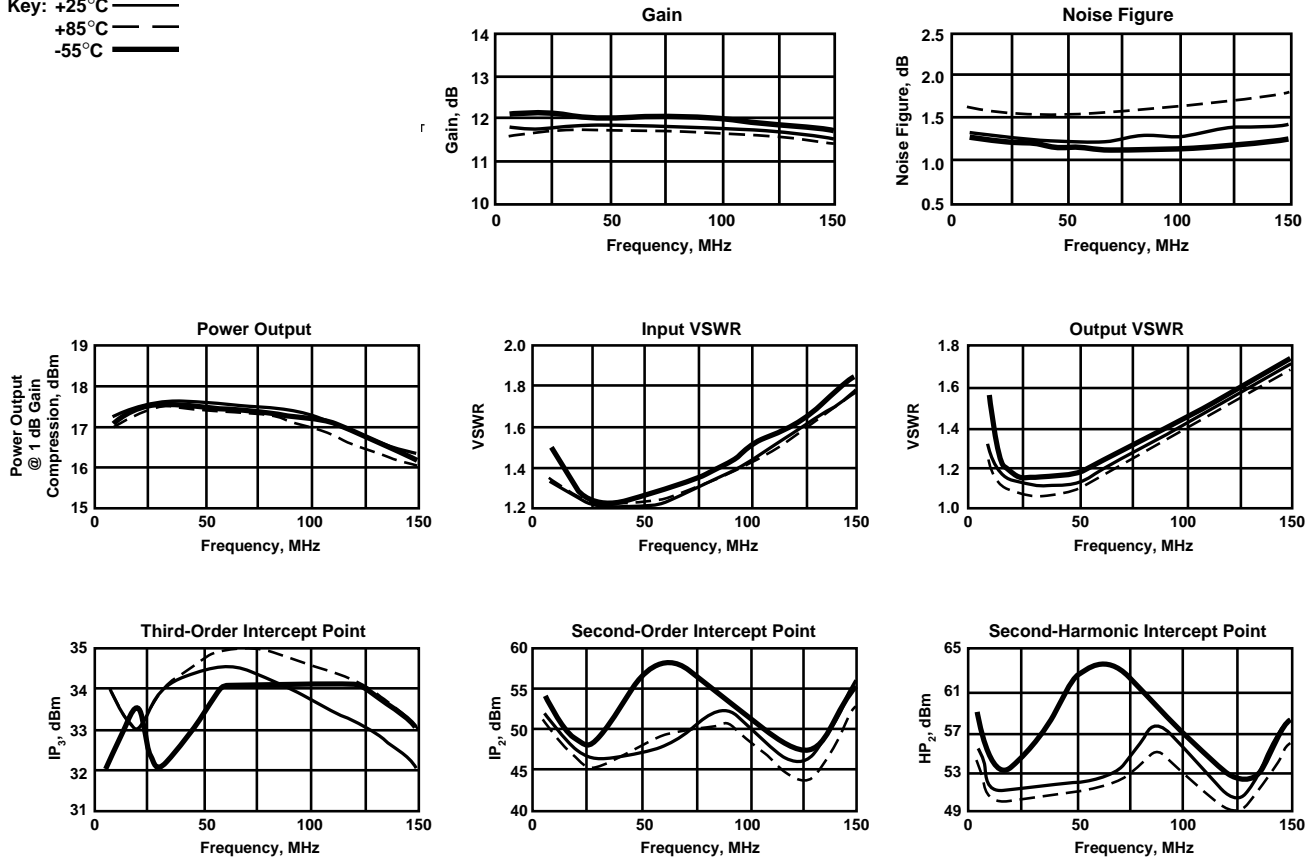 Key: +25°C
+85°C
-55°C
r
Gain
14
13
12
11
10
Gain, dB
0 50 100 150
Frequency, MHz
Noise Figure
2.5
2.0
1.5
1.0
0.5
Noise Figure, dB
0 50 100 150
Frequency, MHz
Power Output
19
18
17
16
15
Power Output
@ 1 dB Gain
Compression, dBm
0 50 100 150
Frequency, MHz
Input VSWR
2.0
1.8
1.6
1.4
1.2
VSWR
0 50 100 150
Frequency, MHz
Output VSWR
1.8
1.6
1.4
1.2
1.0
VSWR
0 50 100 150
Frequency, MHz
Third-Order Intercept Point
35
34
33
32
31
IP3, dBm
0 50 100 150
Frequency, MHz
Second-Order Intercept Point
60
55
50
45
40
IP2, dBm
0 50 100 150
Frequency, MHz
Second-Harmonic Intercept Point
65
61
57
53
49
HP2, dBm
0 50 100 150
Frequency, MHz